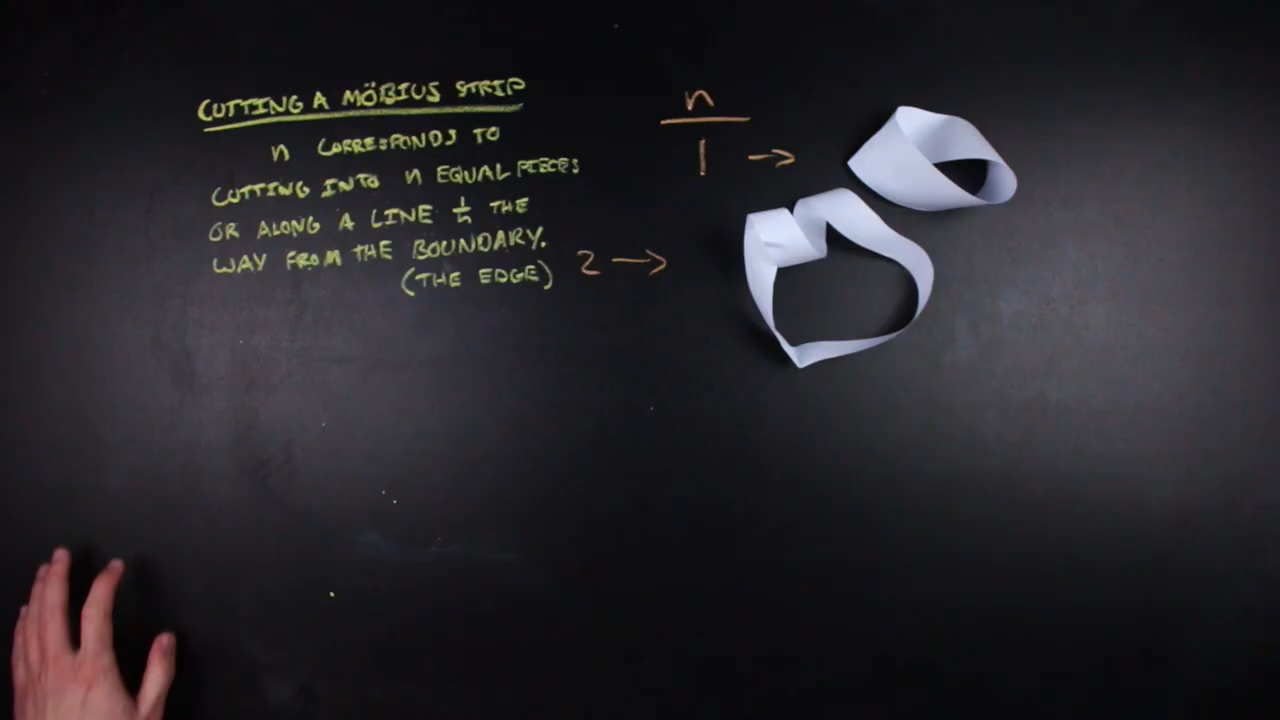 CUTTING A MÖBIUS STRIP
n CORRESPONDS TO
CUTTING INTO n EQUAL PIECES
OR ALONG A LINE 1/n THE
WAY FROM THE BOUNDARY.
(THE EDGE)
n
1 →
2 →